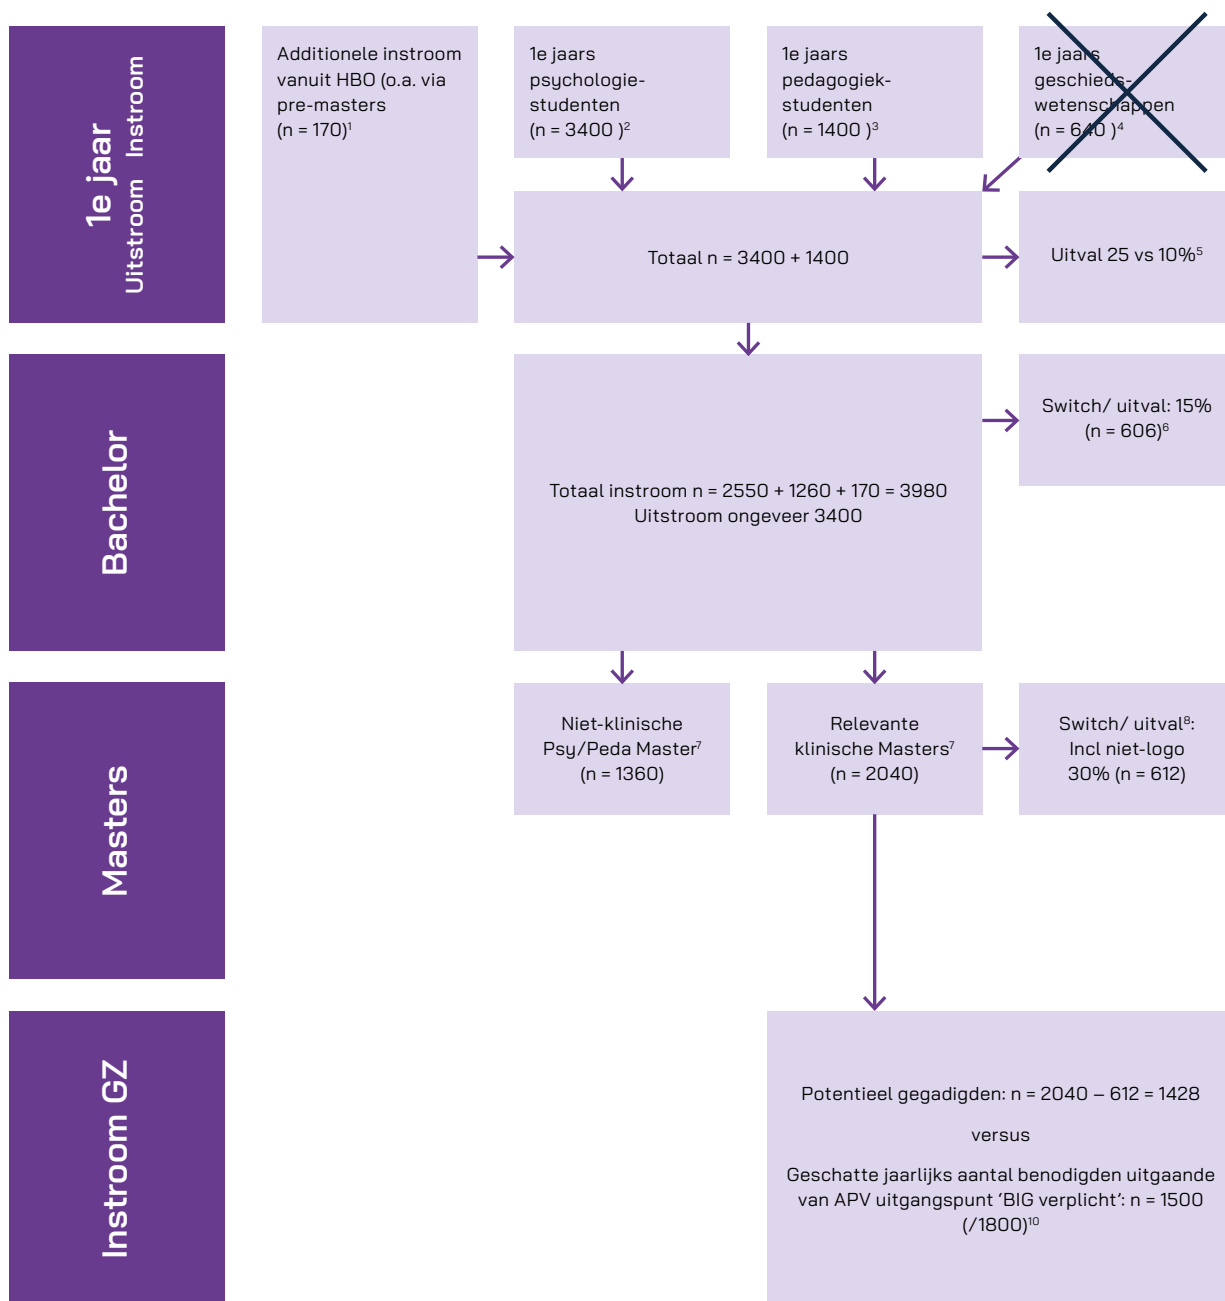 1e jaar
Uitstroom Instroom
Additionele instroom
vanuit HBO (o.a. via
pre-masters
(n = 170)¹
1e jaars
psychologie-
studenten
(n = 3400 )²
1e jaars
pedagogiek-
studenten
(n = 1400 )³
1e jaars
geschieds-
wetenschappen
(n = 640 )⁴
Totaal n = 3400 + 1400
Uitval 25 vs 10%⁵
Bachelor
Switch/ uitval: 15%
(n = 606)⁶
Totaal instroom n = 2550 + 1260 + 170 = 3980
Uitstroom ongeveer 3400
Masters
Niet-klinische
Psy/Peda Master⁷
(n = 1360)
Relevante
klinische Masters⁷
(n = 2040)
Switch/ uitval⁸:
Incl niet-logo
30% (n = 612)
Instroom GZ
Potentieel gegadigden: n = 2040 – 612 = 1428
versus
Geschatte jaarlijks aantal benodigden uitgaande
van APV uitgangspunt ‘BIG verplicht’: n = 1500
(/1800)¹⁰